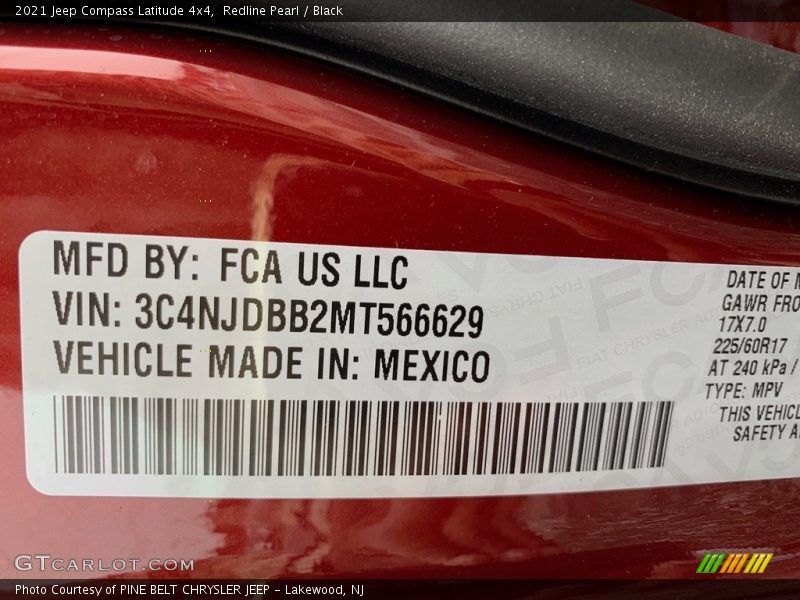 2021 Jeep Compass Latitude 4x4, Redline Pearl / Black
MFD BY: FCA US LLC
VIN: 3C4NJDBB2MT566629
VEHICLE MADE IN: MEXICO
DATE OF
GAWR FRO
17X7.0
225/60R17
AT 240 kPa /
TYPE: MPV
THIS VEHICL
SAFETY A
GTCARLOT.COM
Photo Courtesy of PINE BELT CHRYSLER JEEP – Lakewood, NJ